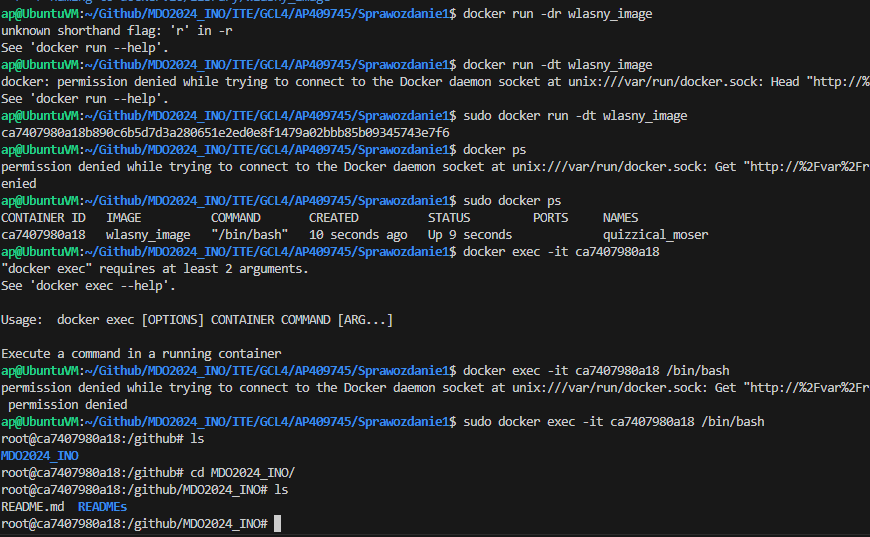 ap@UbuntuVM:~/Github/MDO2024_INO/ITE/GCL4/AP409745/Sprawozdanie1$ docker run -dr wlasny_image
unknown shorthand flag: 'r' in -r
See 'docker run --help'.
ap@UbuntuVM:~/Github/MDO2024_INO/ITE/GCL4/AP409745/Sprawozdanie1$ docker run -dt wlasny_image
docker: permission denied while trying to connect to the Docker daemon socket at unix:///var/run/docker.sock: Head "http://%
See 'docker run --help'.
ap@UbuntuVM:~/Github/MDO2024_INO/ITE/GCL4/AP409745/Sprawozdanie1$ sudo docker run -dt wlasny_image
ca7407980a18b890c6b5d7d3a280651e2ed0e8f1479a02bbb85b09345743e7f6
ap@UbuntuVM:~/Github/MDO2024_INO/ITE/GCL4/AP409745/Sprawozdanie1$ docker ps
permission denied while trying to connect to the Docker daemon socket at unix:///var/run/docker.sock: Get "http://%2Fvar%2Fr
enied
ap@UbuntuVM:~/Github/MDO2024_INO/ITE/GCL4/AP409745/Sprawozdanie1$ sudo docker ps
CONTAINER ID   IMAGE          COMMAND       CREATED          STATUS         PORTS     NAMES
ca7407980a18   wlasny_image   "/bin/bash"   10 seconds ago   Up 9 seconds             quizzical_moser
ap@UbuntuVM:~/Github/MDO2024_INO/ITE/GCL4/AP409745/Sprawozdanie1$ docker exec -it ca7407980a18
"docker exec" requires at least 2 arguments.
See 'docker exec --help'.

Usage:  docker exec [OPTIONS] CONTAINER COMMAND [ARG...]

Execute a command in a running container
ap@UbuntuVM:~/Github/MDO2024_INO/ITE/GCL4/AP409745/Sprawozdanie1$ docker exec -it ca7407980a18 /bin/bash
permission denied while trying to connect to the Docker daemon socket at unix:///var/run/docker.sock: Get "http://%2Fvar%2Fr
 permission denied
ap@UbuntuVM:~/Github/MDO2024_INO/ITE/GCL4/AP409745/Sprawozdanie1$ sudo docker exec -it ca7407980a18 /bin/bash
root@ca7407980a18:/github# ls
MDO2024_INO
root@ca7407980a18:/github# cd MDO2024_INO/
root@ca7407980a18:/github/MDO2024_INO# ls
README.md  READMEs
root@ca7407980a18:/github/MDO2024_INO#